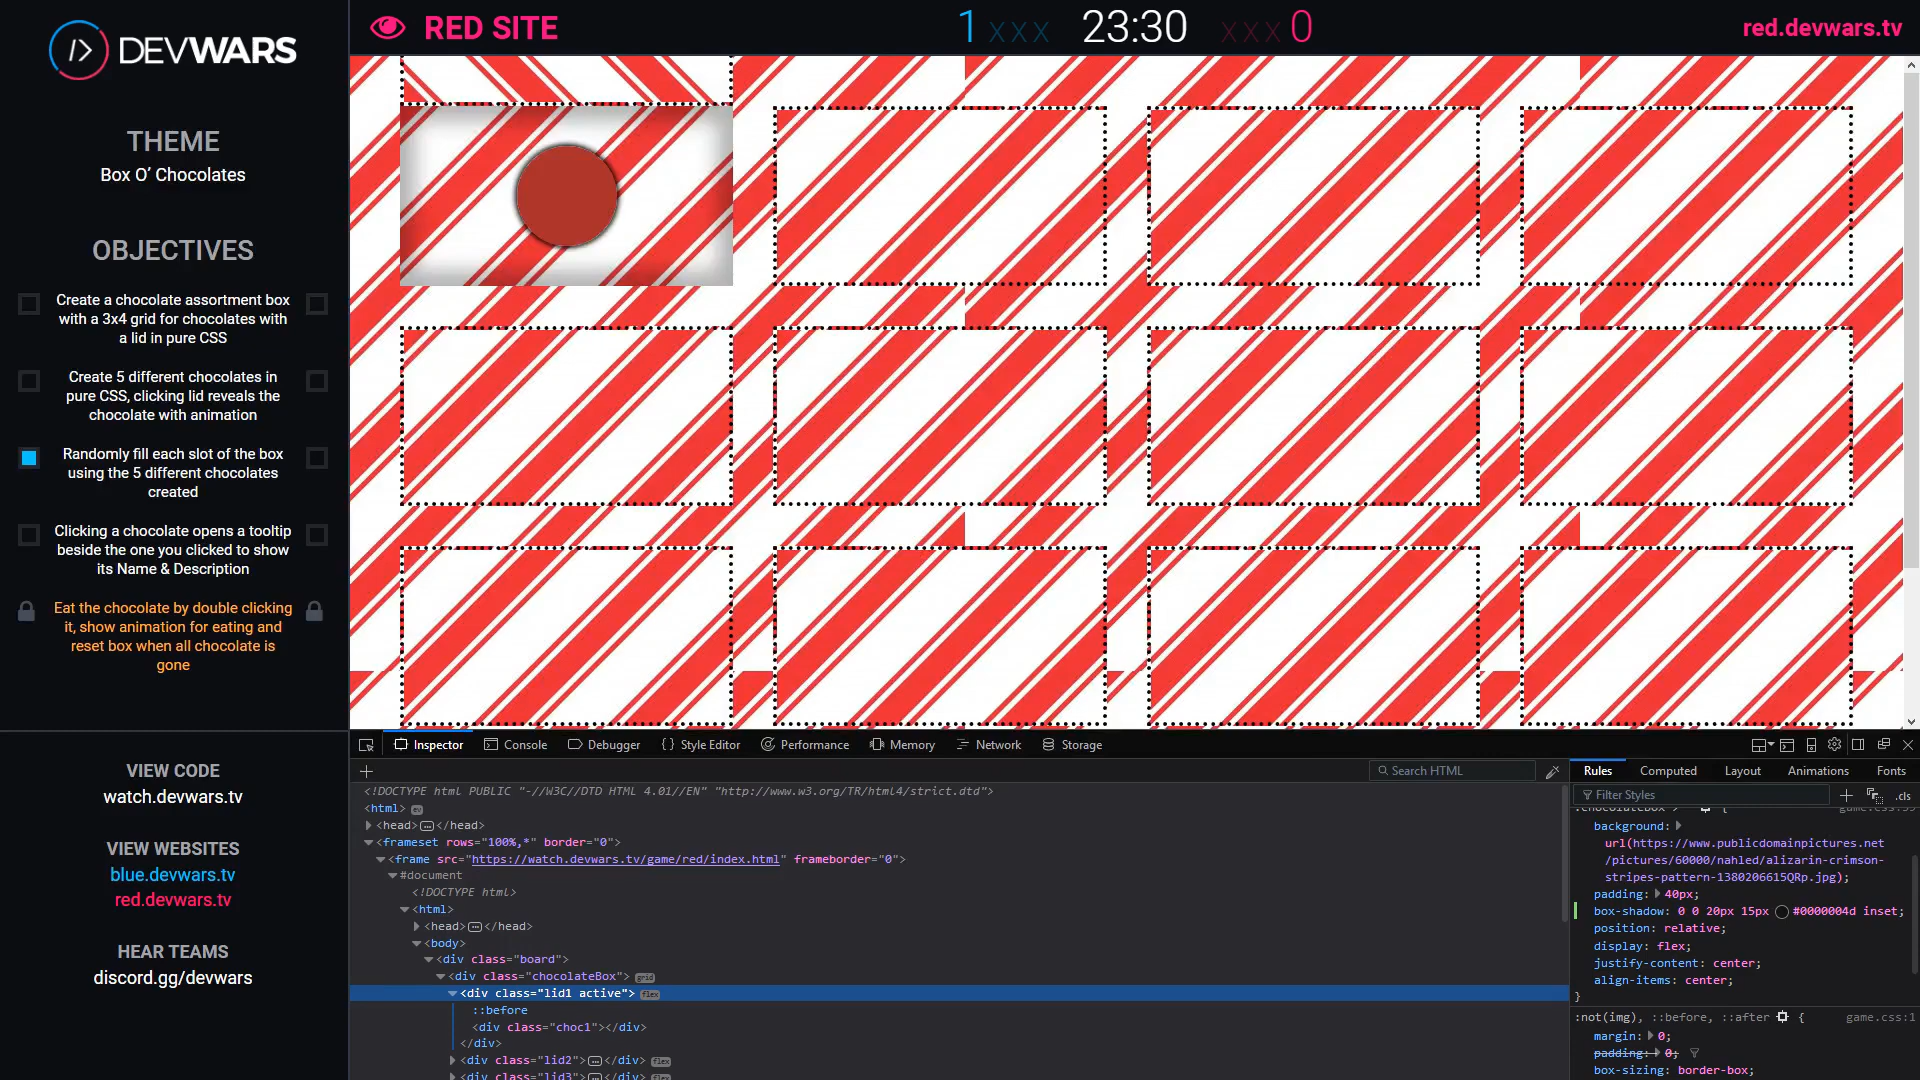 DEVWARS
THEME
Box O' Chocolates
OBJECTIVES
Create a chocolate assortment box
with a 3x4 grid for chocolates with
a lid in pure CSS
Create 5 different chocolates in
pure CSS, clicking lid reveals the
chocolate with animation
Randomly fill each slot of the box
using the 5 different chocolates
created
Clicking a chocolate opens a tooltip
beside the one you clicked to show
its Name & Description
Eat the chocolate by double clicking
it, show animation for eating and
reset box when all chocolate is
gone
VIEW CODE
watch.devwars.tv
VIEW WEBSITES
blue.devwars.tv
red.devwars.tv
HEAR TEAMS
discord.gg/devwars
RED SITE
1 xxx 23:30 xxx 0
red.devwars.tv
Inspector Console Debugger {} Style Editor Performance Memory Network Storage
+ Search HTML
<!DOCTYPE html PUBLIC "-//W3C//DTD HTML 4.01//EN" "http://www.w3.org/TR/html4/strict.dtd">
<html> ev
<head>…</head>
<frameset rows="100%,*" border="0">
<frame src="https://watch.devwars.tv/game/red/index.html" frameborder="0">
#document
<!DOCTYPE html>
<html>
<head>…</head>
<body>
<div class="board">
<div class="chocolateBox"> grid
<div class="lid1 active"> flex
::before
<div class="choc1"></div>
</div>
<div class="lid2">…</div> flex
<div class="lid3">…</div> flex
Rules Computed Layout Animations Fonts
Filter Styles + .cls
background:
url(https://www.publicdomainpictures.net
/pictures/60000/nahled/alizarin-crimson-
stripes-pattern-1380206615QRp.jpg);
padding: 40px;
box-shadow: 0 0 20px 15px #0000004d inset;
position: relative;
display: flex;
justify-content: center;
align-items: center;
}
:not(img), ::before, ::after { game.css:1
margin: 0;
padding: 0;
box-sizing: border-box;